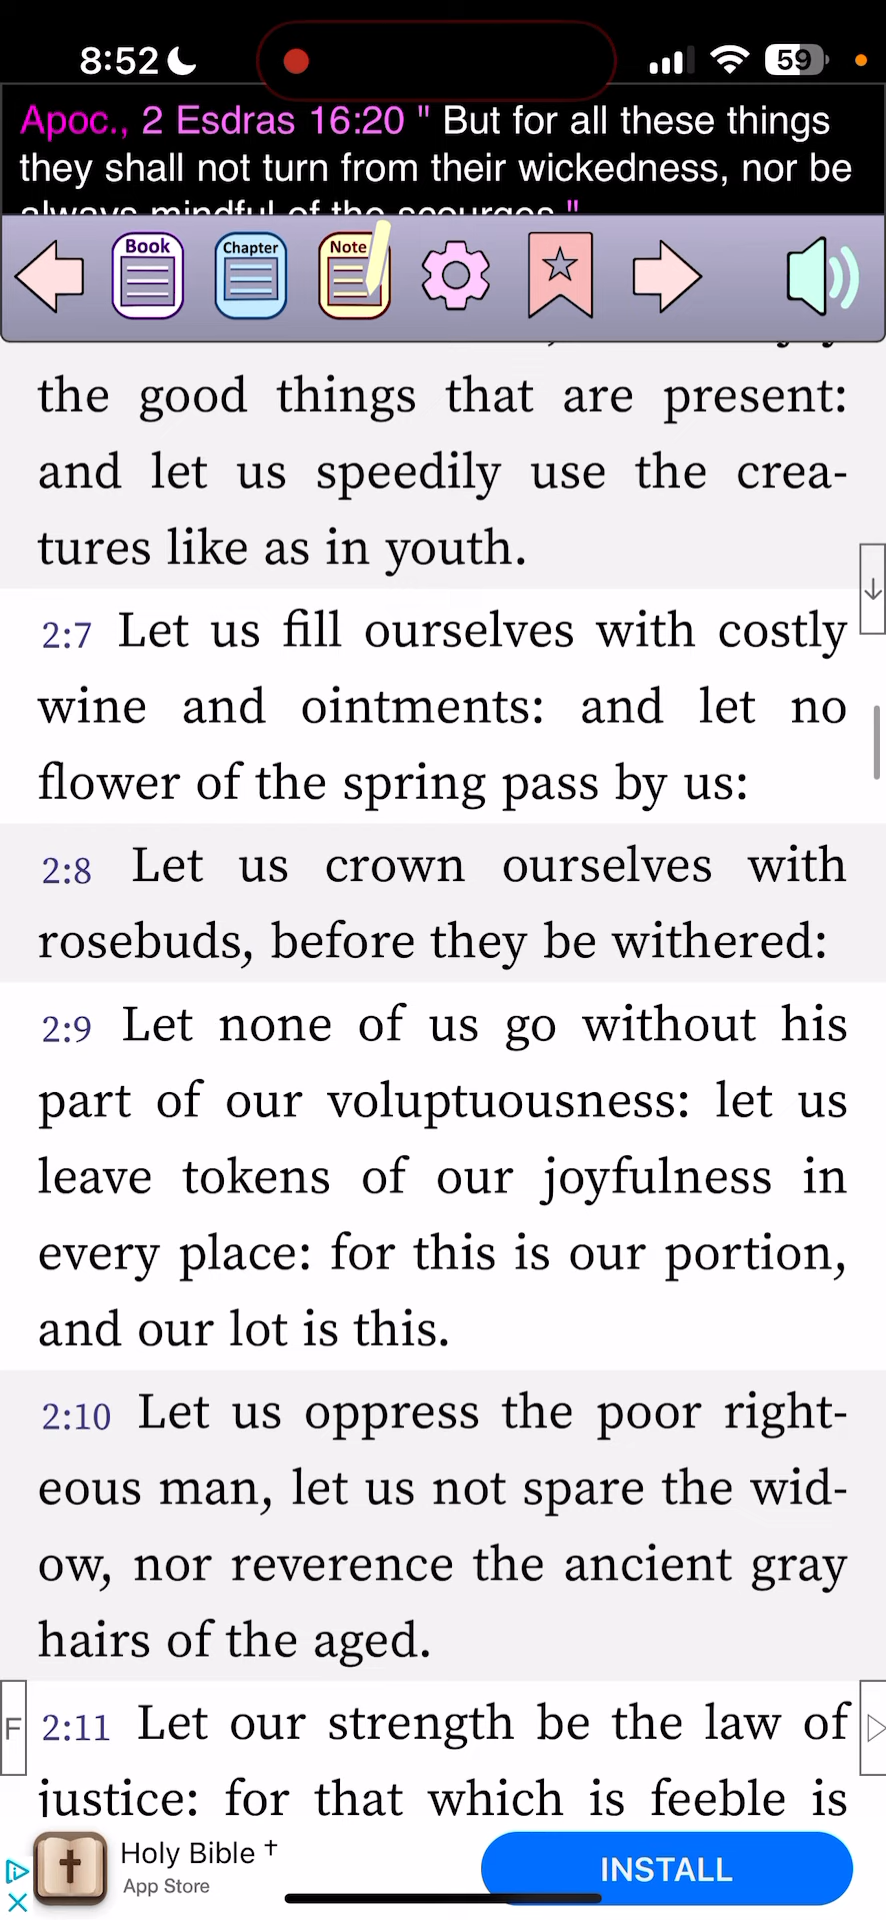 8:52
59
Apoc., 2 Esdras 16:20 " But for all these things
they shall not turn from their wickedness, nor be
always mindful of the scourges "
Book
Chapter
Note
the good things that are present:
and let us speedily use the crea-
tures like as in youth.
2:7 Let us fill ourselves with costly
wine and ointments: and let no
flower of the spring pass by us:
2:8 Let us crown ourselves with
rosebuds, before they be withered:
2:9 Let none of us go without his
part of our voluptuousness: let us
leave tokens of our joyfulness in
every place: for this is our portion,
and our lot is this.
2:10 Let us oppress the poor right-
eous man, let us not spare the wid-
ow, nor reverence the ancient gray
hairs of the aged.
F
2:11 Let our strength be the law of
justice: for that which is feeble is
Holy Bible †
App Store
INSTALL